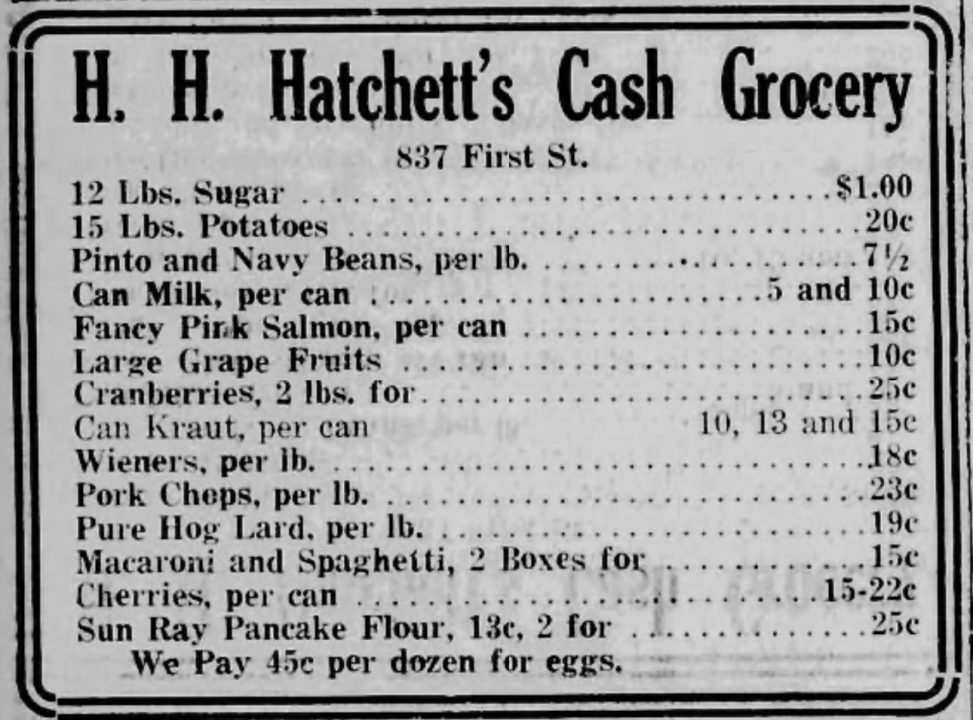 H. H. Hatchett's Cash Grocery
837 First St.
12 Lbs. Sugar ............................ $1.00
15 Lbs. Potatoes ............................ 20c
Pinto and Navy Beans, per lb. .................... 7½
Can Milk, per can ...................... 5 and 10c
Fancy Pink Salmon, per can .................... 15c
Large Grape Fruits ............................ 10c
Cranberries, 2 lbs. for .......................... 25c
Can Kraut, per can 10, 13 and 15c
Wieners, per lb. ............................ 18c
Pork Chops, per lb. .......................... 23c
Pure Hog Lard, per lb. ........................ 19c
Macaroni and Spaghetti, 2 Boxes for ............ 15c
Cherries, per can ........................ 15-22c
Sun Ray Pancake Flour, 13c, 2 for .............. 25c
We Pay 45c per dozen for eggs.